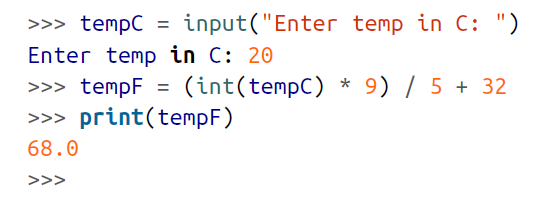 >>> tempC = input("Enter temp in C: ")
Enter temp in C: 20
>>> tempF = (int(tempC) * 9) / 5 + 32
>>> print(tempF)
68.0
>>>